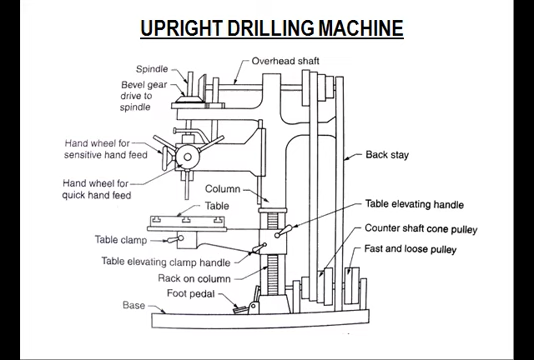 UPRIGHT DRILLING MACHINE
Overhead shaft
Spindle
Bevel gear
drive to
spindle
Hand wheel for
sensitive hand feed
Back stay
Hand wheel for
quick hand feed
Column
Table
Table elevating handle
Counter shaft cone pulley
Table clamp
Fast and loose pulley
Table elevating clamp handle
Rack on column
Foot pedal
Base